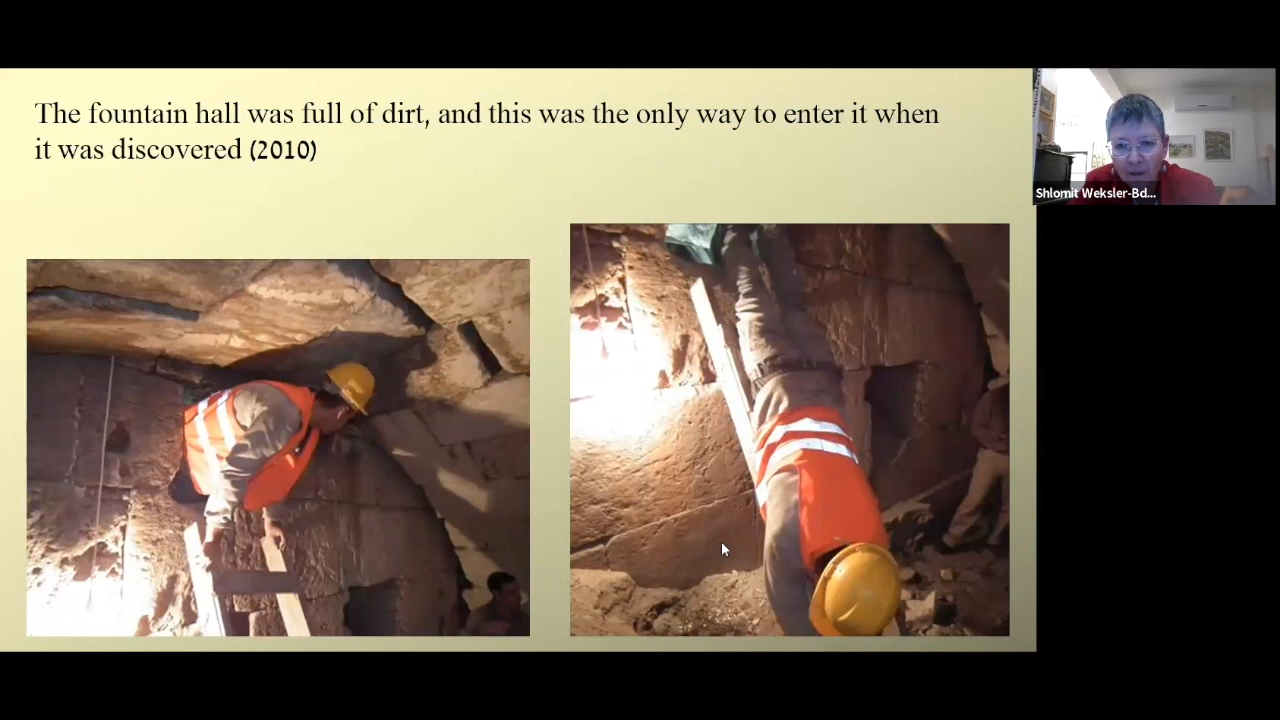 The fountain hall was full of dirt, and this was the only way to enter it when
it was discovered (2010)
Shlomit Weksler-Bd...